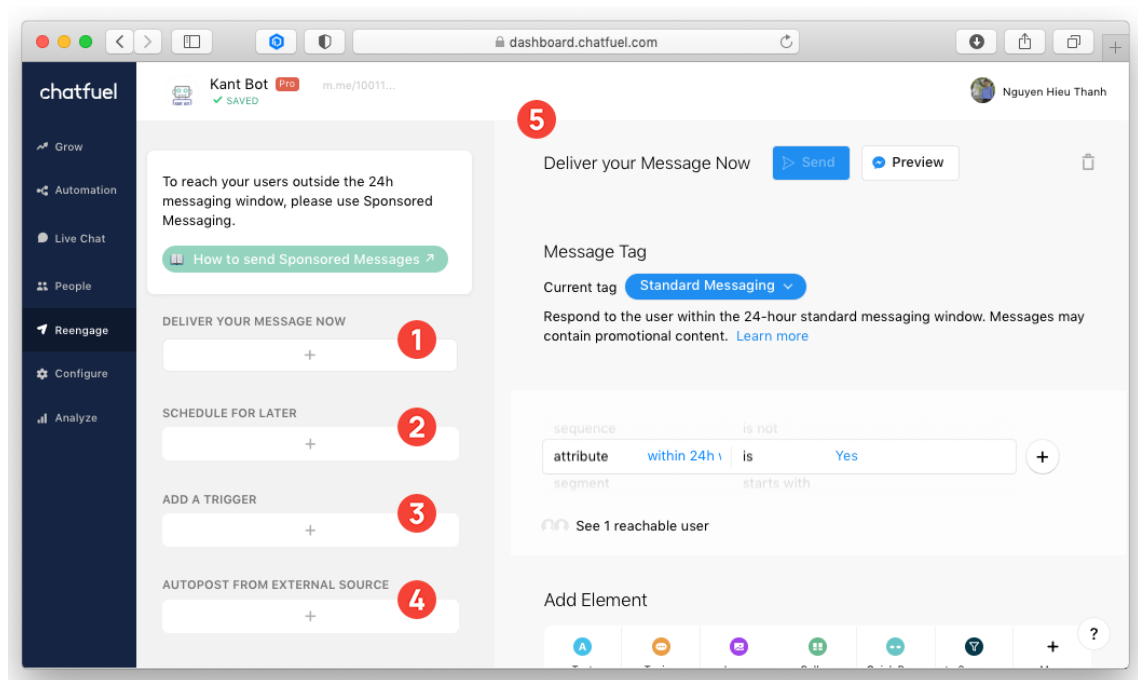 dashboard.chatfuel.com
chatfuel
Kant Bot Pro m.me/10011...
SAVED
Nguyen Hieu Thanh
Grow
Automation
Live Chat
People
Reengage
Configure
Analyze
To reach your users outside the 24h
messaging window, please use Sponsored
Messaging.
How to send Sponsored Messages
DELIVER YOUR MESSAGE NOW
1
+
SCHEDULE FOR LATER
2
+
ADD A TRIGGER
3
+
AUTOPOST FROM EXTERNAL SOURCE
4
+
5
Deliver your Message Now Send Preview
Message Tag
Current tag Standard Messaging
Respond to the user within the 24-hour standard messaging window. Messages may
contain promotional content. Learn more
sequence is not
attribute within 24h is Yes
segment starts with
+
See 1 reachable user
Add Element
A
+
?